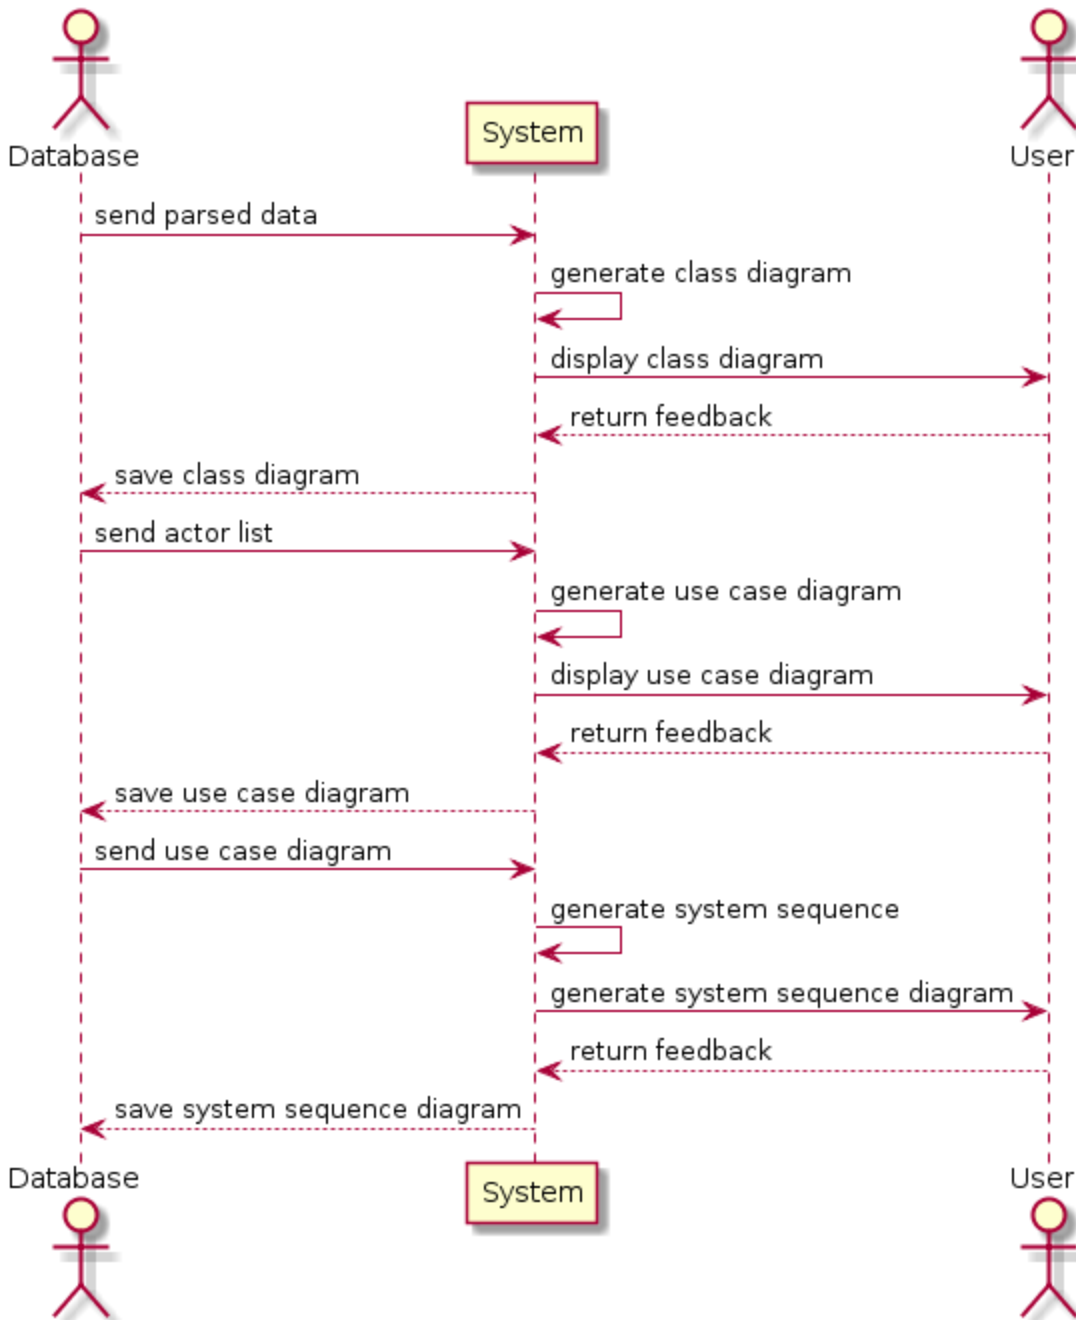 Database
System
User
send parsed data
generate class diagram
display class diagram
return feedback
save class diagram
send actor list
generate use case diagram
display use case diagram
return feedback
save use case diagram
send use case diagram
generate system sequence
generate system sequence diagram
return feedback
save system sequence diagram
Database
System
User